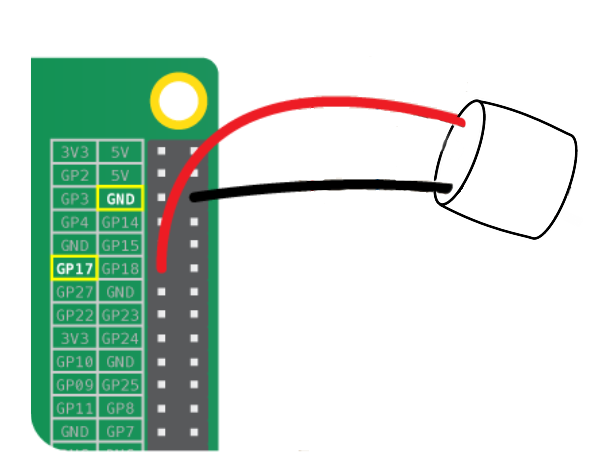 3V3 5V
GP2 5V
GP3 GND
GP4 GP14
GND GP15
GP17 GP18
GP27 GND
GP22 GP23
3V3 GP24
GP10 GND
GP09 GP25
GP11 GP8
GND GP7